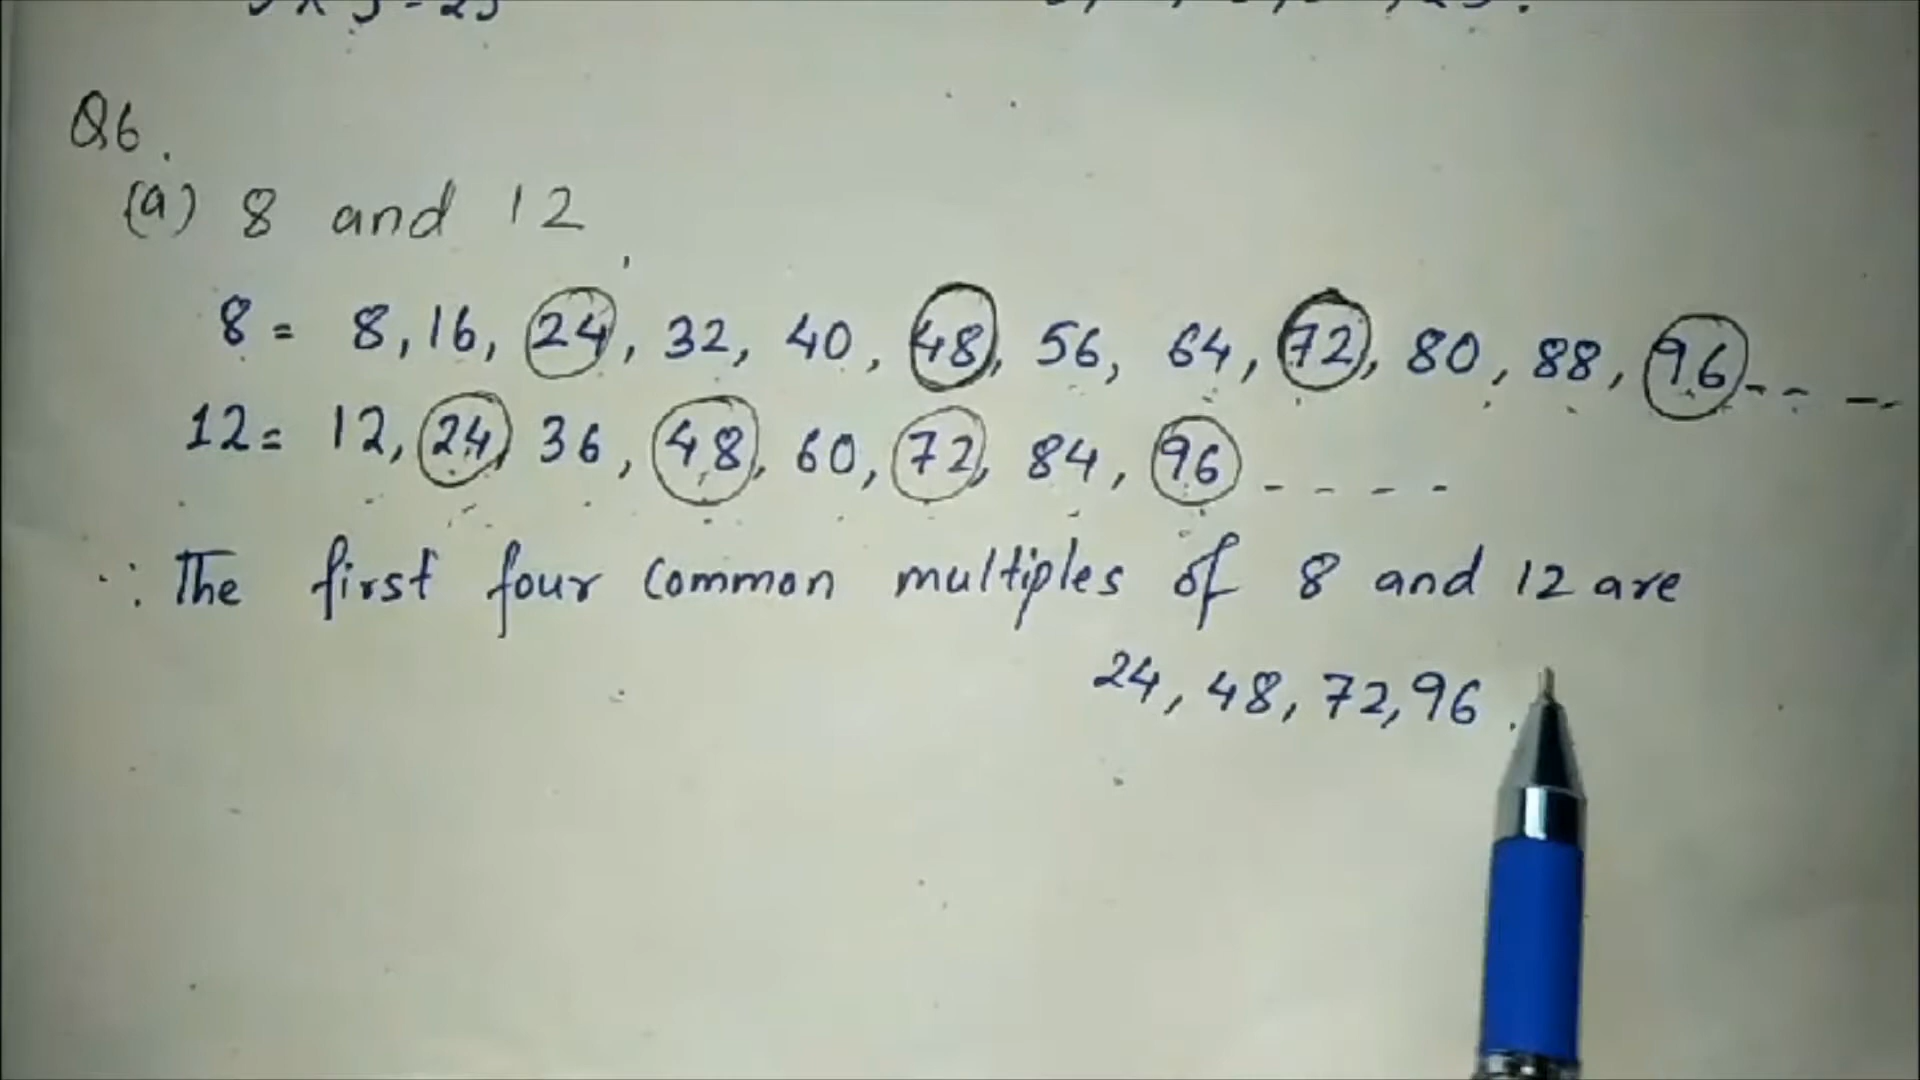 Q6.
(a) 8 and 12
8 = 8, 16, 24, 32, 40, 48, 56, 64, 72, 80, 88, 96 - - - -
12 = 12, 24, 36, 48, 60, 72, 84, 96 - - - -
∴ The first four common multiples of 8 and 12 are
24, 48, 72, 96.